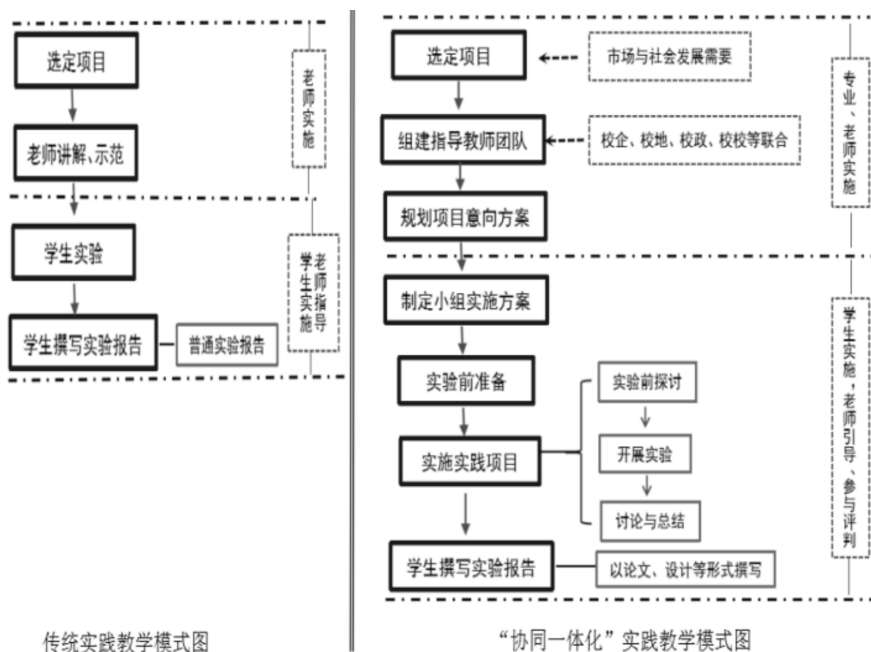 选定项目
老师讲解、示范
学生实验
学生撰写实验报告
普通实验报告
老师实施
老师指导
学生实施
传统实践教学模式图
选定项目
市场与社会发展需要
组建指导教师团队
校企、校地、校政、校校等联合
规划项目意向方案
制定小组实施方案
实验前准备
实施实践项目
实验前探讨
开展实验
讨论与总结
学生撰写实验报告
以论文、设计等形式撰写
专业、老师实施
学生实施，老师引导、参与评判
“协同一体化”实践教学模式图